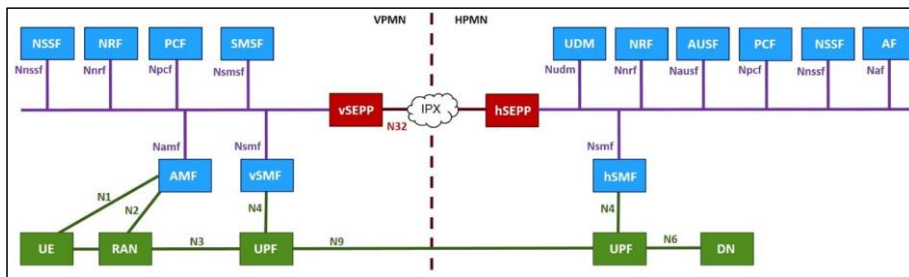 VPMN HPMN
NSSF NRF PCF SMSF UDM NRF AUSF PCF NSSF AF
Nnssf Nnrf Npcf Nsmsf Nudm Nnrf Nausf Npcf Nnssf Naf
vSEPP IPX hSEPP
N32
Namf Nsmf Nsmf
AMF vSMF hSMF
N1 N2 N4 N4
N3 N9 N6
UE RAN UPF UPF DN